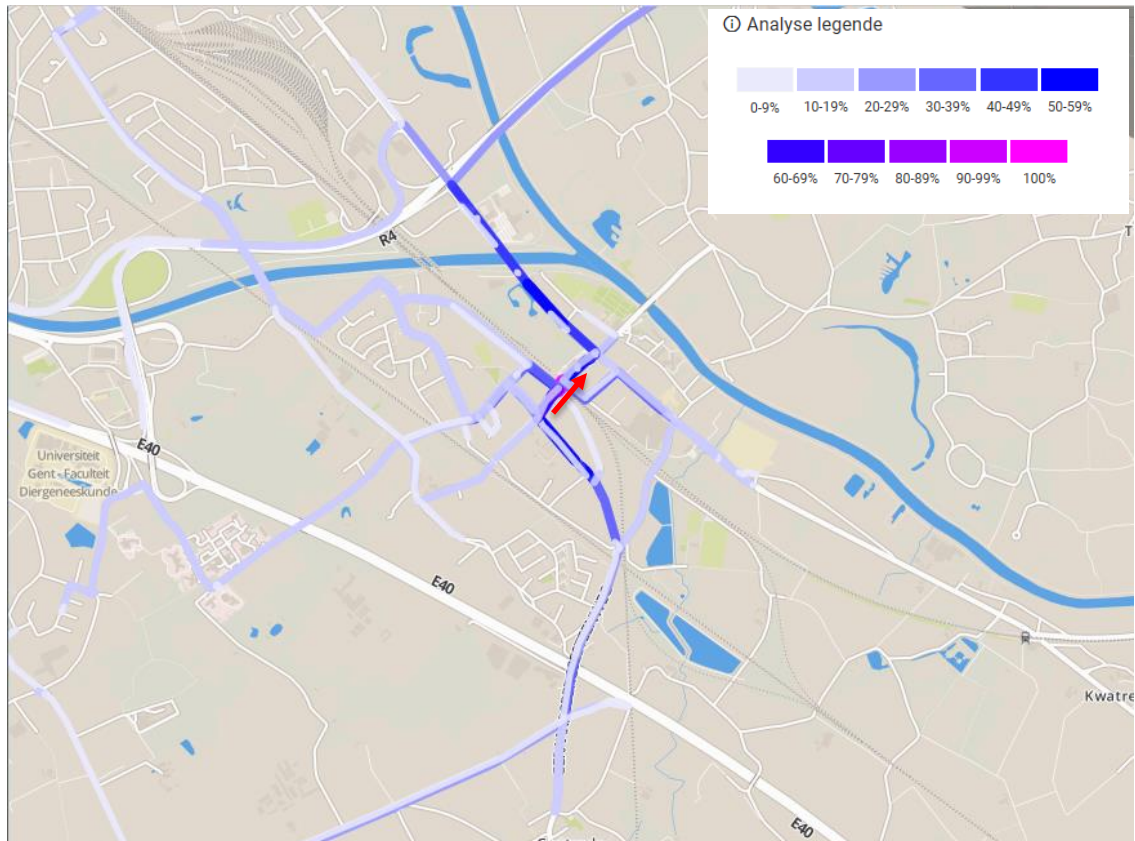 ⓘ Analyse legende
0-9% 10-19% 20-29% 30-39% 40-49% 50-59%
60-69% 70-79% 80-89% 90-99% 100%
T
R4
E40
Universiteit
Gent - Faculteit
Diergeneeskunde
E40
Kwatre
E40